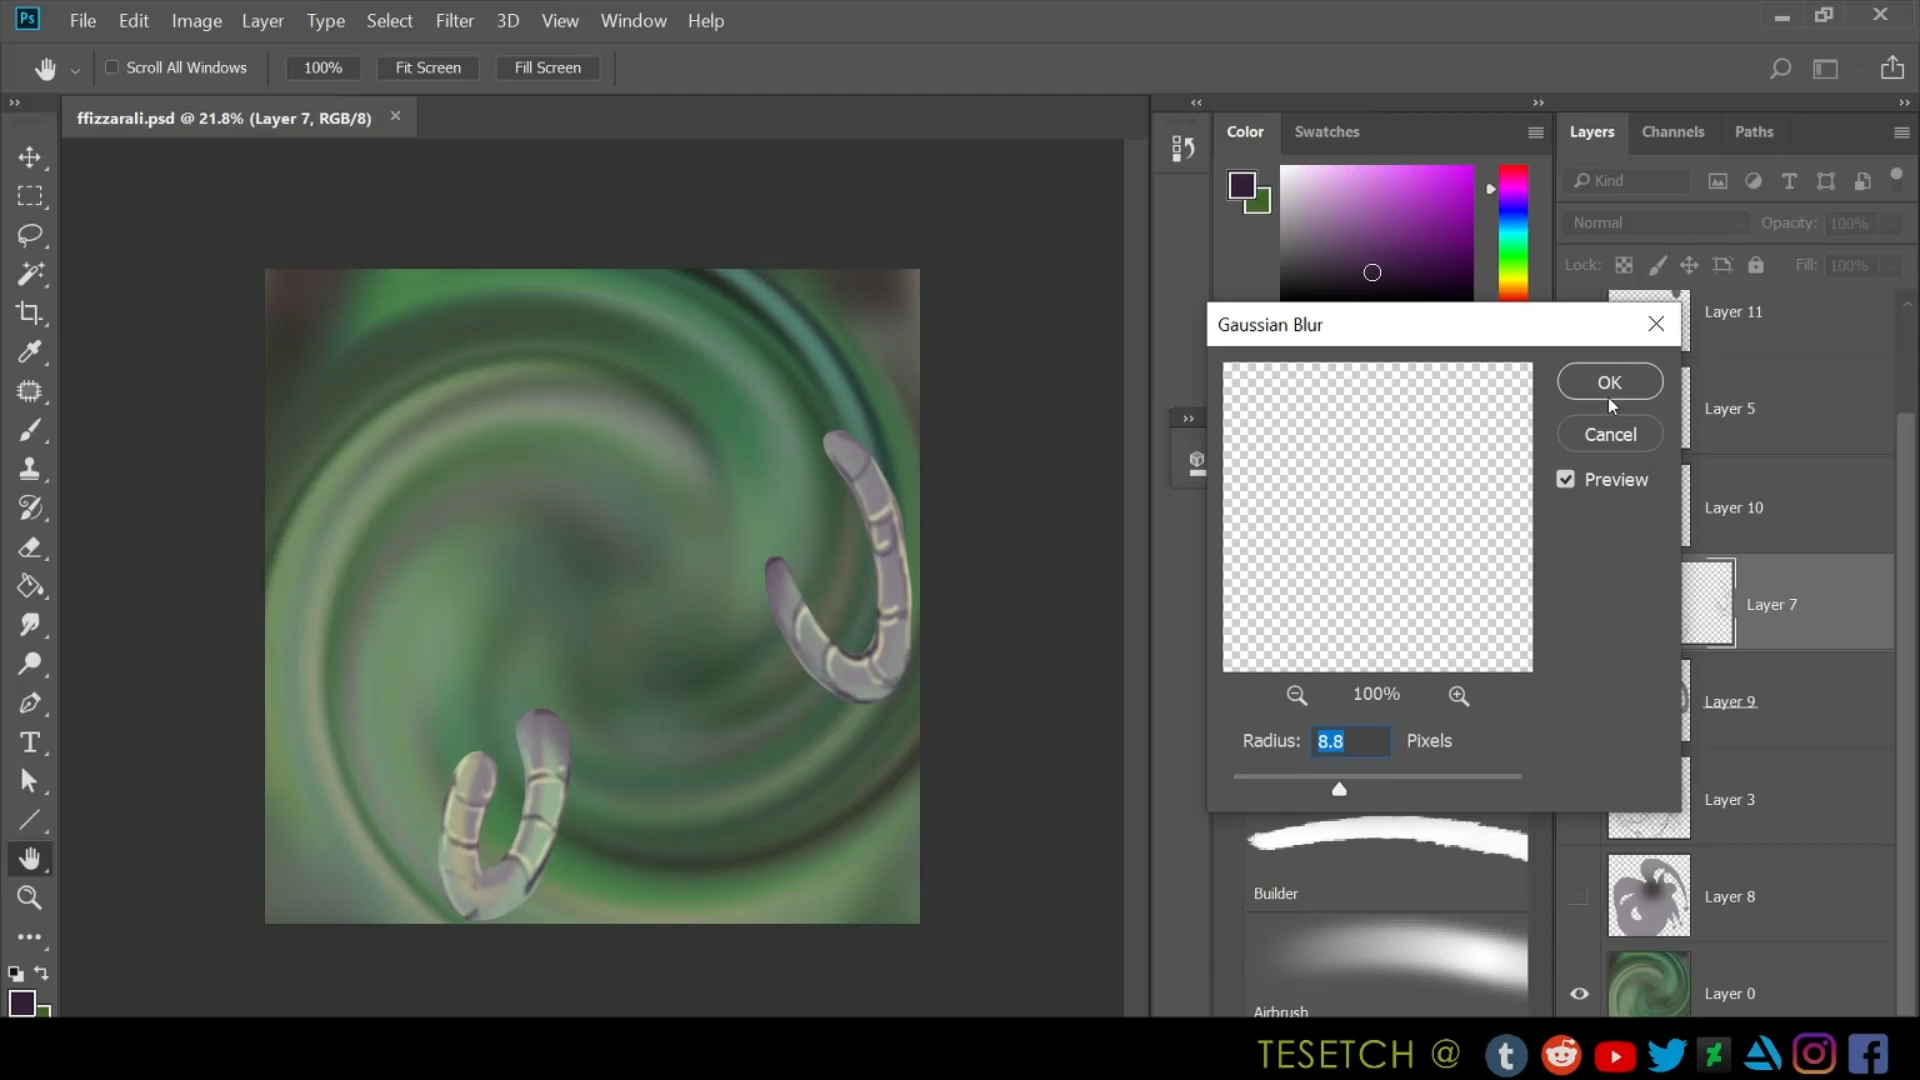 Ps File Edit Image Layer Type Select Filter 3D View Window Help
Scroll All Windows 100% Fit Screen Fill Screen
ffizzarali.psd @ 21.8% (Layer 7, RGB/8)
Color Swatches
Layers Channels Paths
Kind
Normal Opacity: 100%
Lock: Fill: 100%
Layer 11
Gaussian Blur
OK
Cancel
Preview
100%
Radius: 8.8 Pixels
Layer 5
Layer 10
Layer 7
Layer 9
Layer 3
Layer 8
Layer 0
Builder
Airbrush
TESETCH @